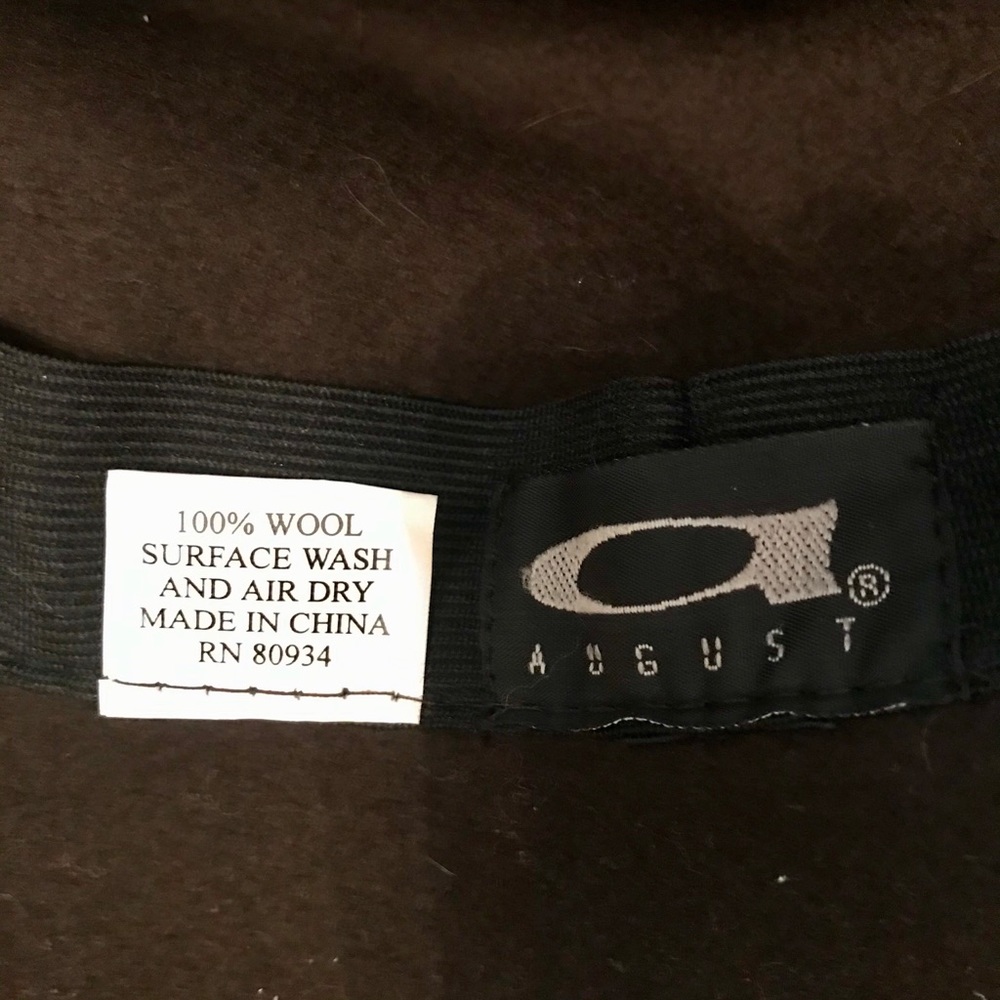 100% WOOL
SURFACE WASH
AND AIR DRY
MADE IN CHINA
RN 80934
a®
AUGUST